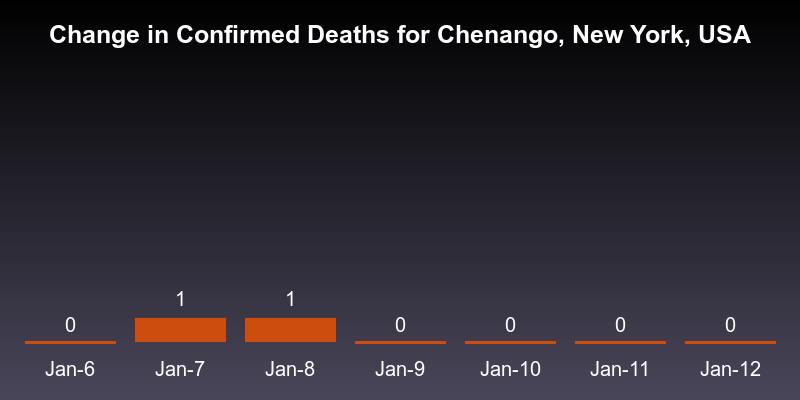 Change in Confirmed Deaths for Chenango, New York, USA
0 1 1 0 0 0 0
Jan-6 Jan-7 Jan-8 Jan-9 Jan-10 Jan-11 Jan-12